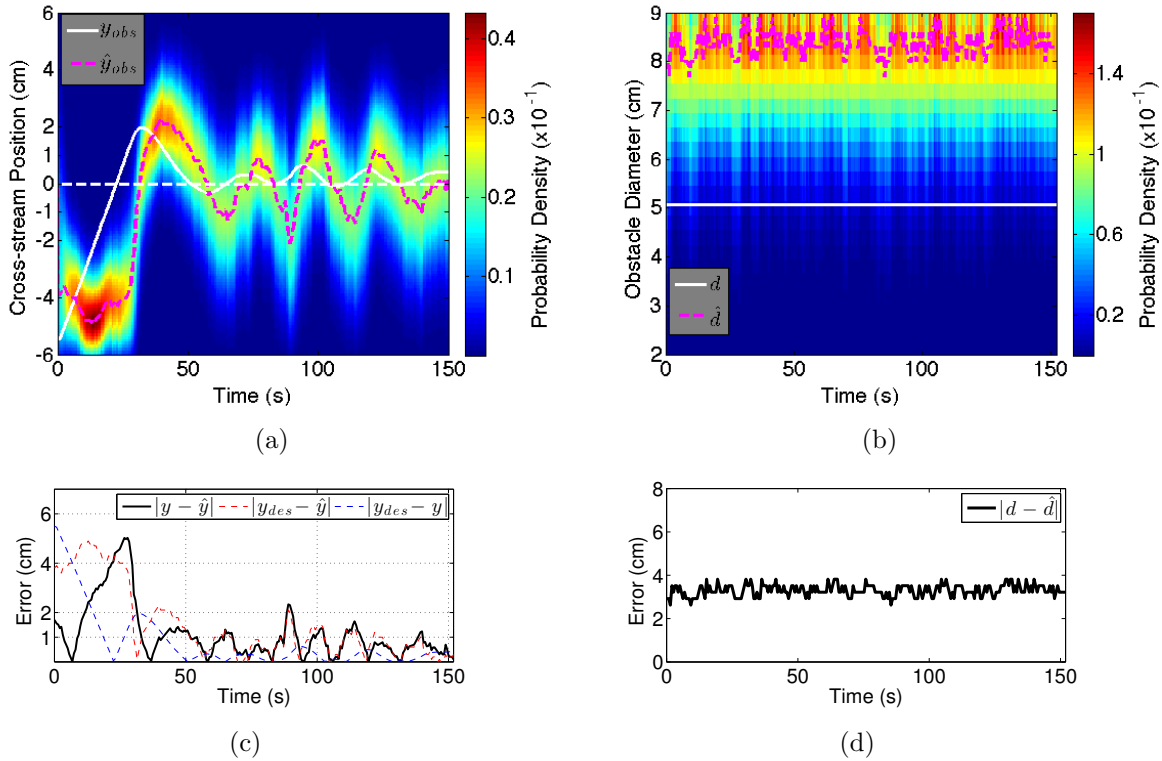 y_obs
ŷ_obs
Cross-stream Position (cm)
6
4
2
1
0
-1
-2
-4
-6
0 50 100 150
Time (s)
0.4
0.3
0.2
0.1
Probability Density (x10⁻¹)
(a)
d
d̂
Obstacle Diameter (cm)
9
8
7
6
5
4
3
2
0 50 100 150
Time (s)
1.4
1
0.6
0.2
Probability Density (x10⁻¹)
(b)
|y − ŷ| |y_des − ŷ| |y_des − y|
Error (cm)
6
4
2
1
0 50 100 150
Time (s)
(c)
|d − d̂|
Error (cm)
8
6
4
2
0
0 50 100 150
Time (s)
(d)